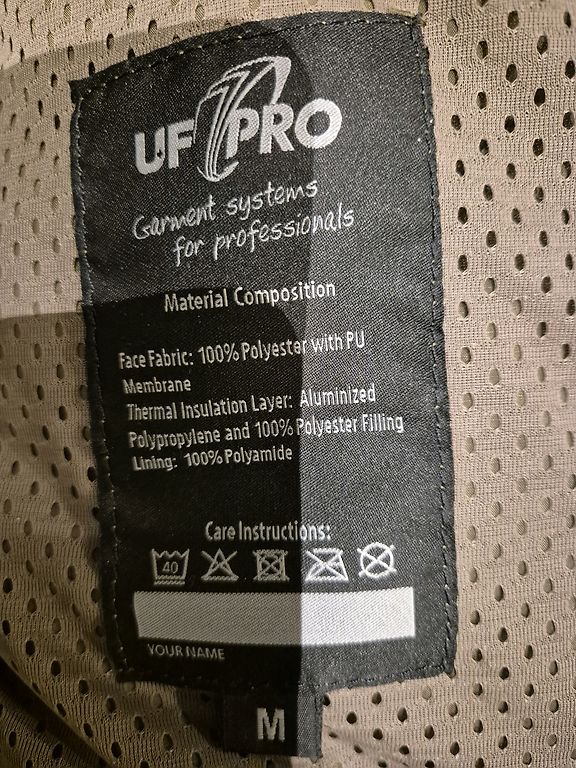 UF PRO
Garment systems
for professionals
Material Composition
Face Fabric: 100% Polyester with PU
Membrane
Thermal Insulation Layer: Aluminized
Polypropylene and 100% Polyester Filling
Lining: 100% Polyamide
Care Instructions:
40
YOUR NAME
M